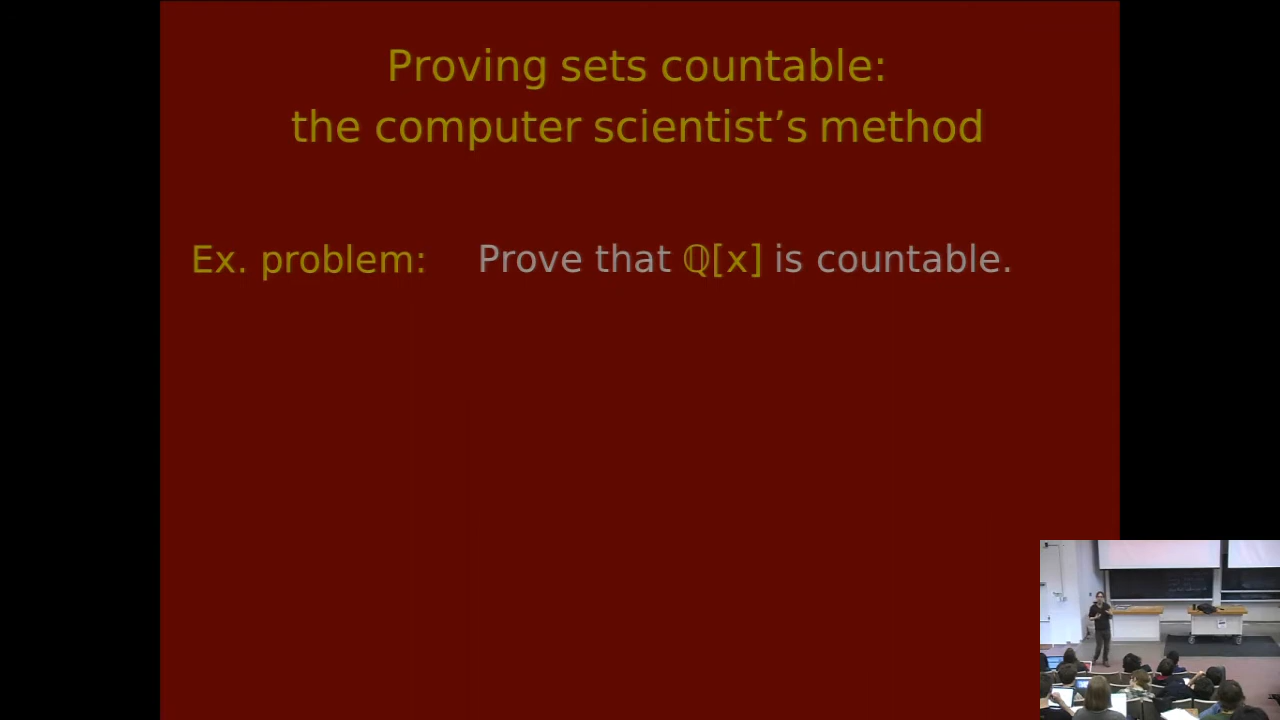 Proving sets countable:
the computer scientist’s method
Ex. problem: Prove that ℚ[x] is countable.